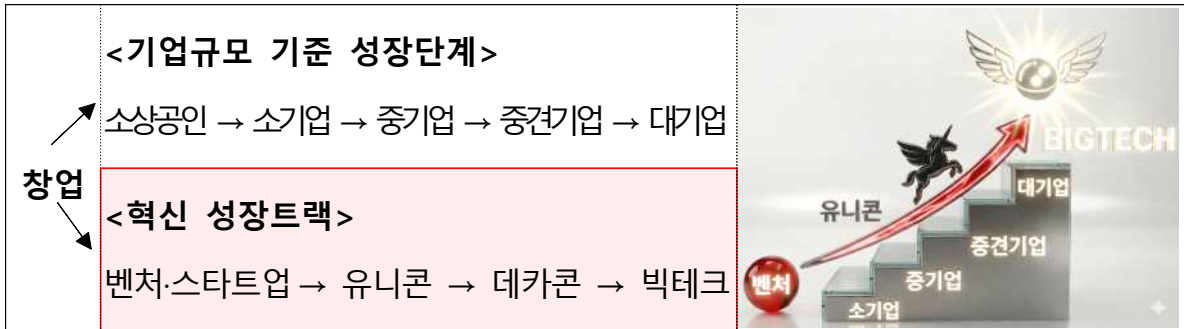 <기업규모 기준 성장단계>
소상공인 → 소기업 → 중기업 → 중견기업 → 대기업
창업
<혁신 성장트랙>
벤처·스타트업 → 유니콘 → 데카콘 → 빅테크
BIGTECH
대기업
유니콘
중견기업
벤처
중기업
소기업